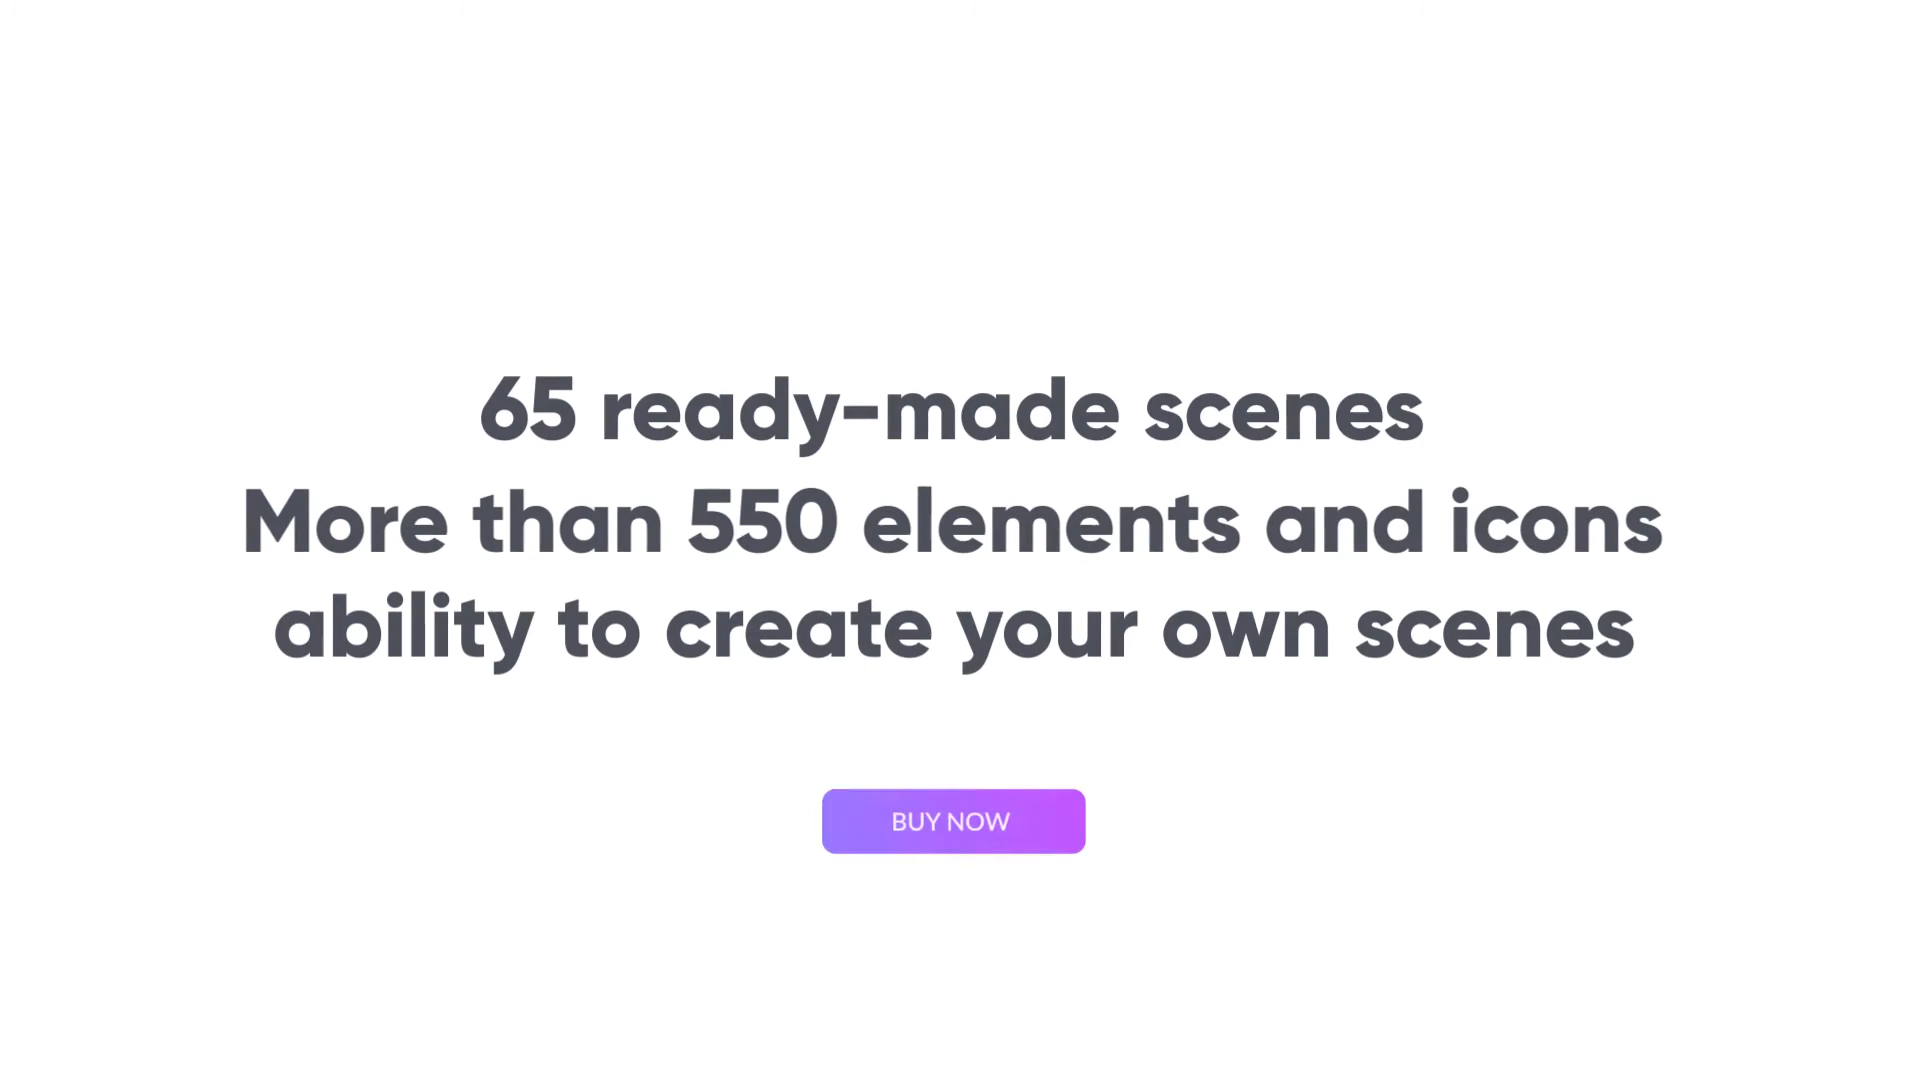 65 ready-made scenes
More than 550 elements and icons
ability to create your own scenes
BUY NOW